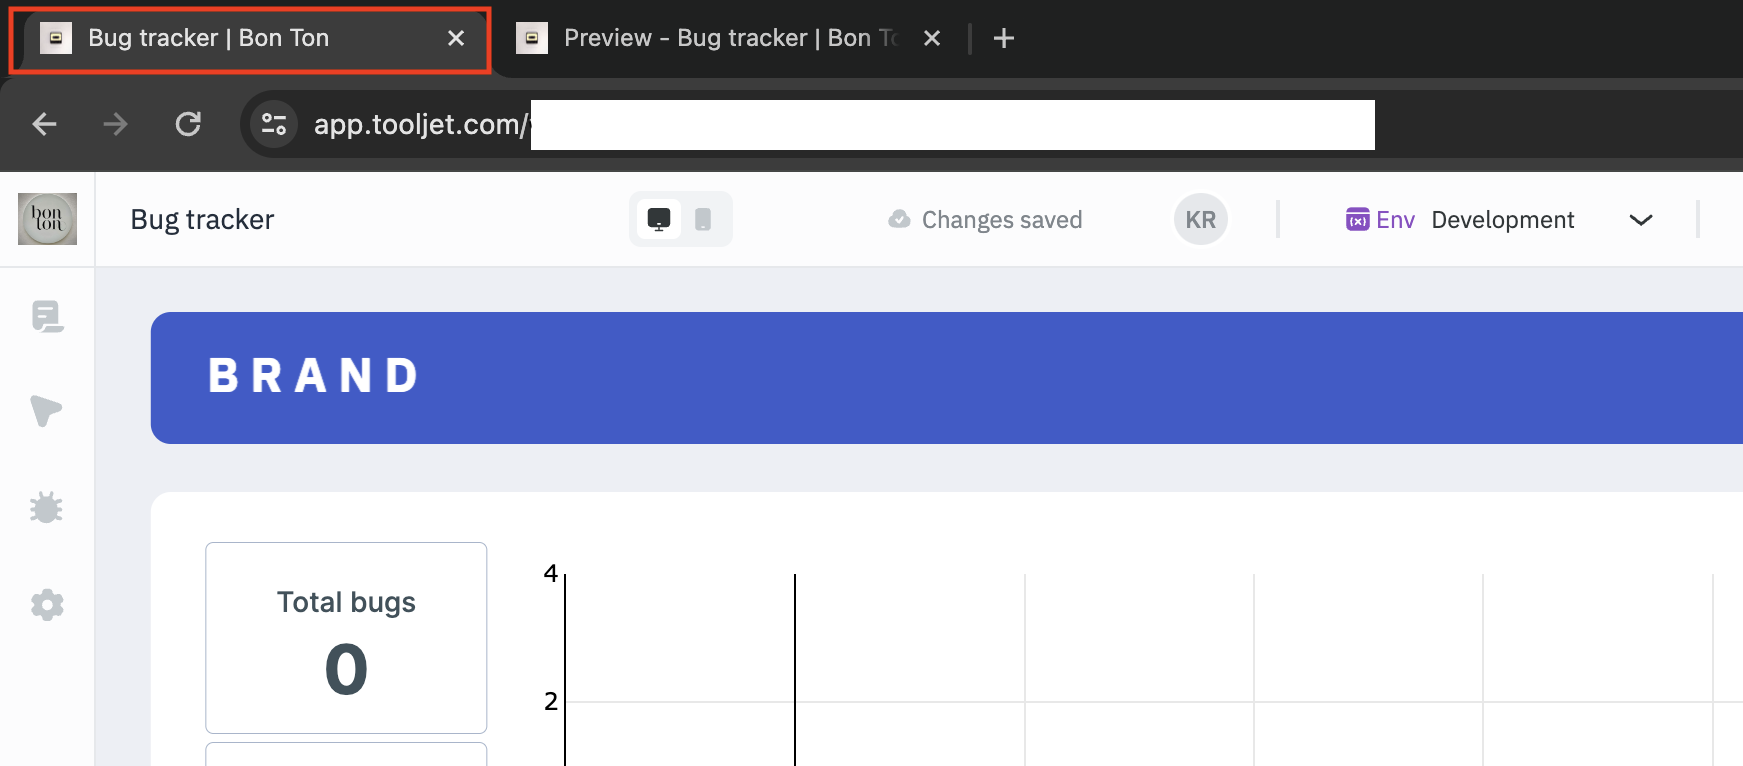 Bug tracker | Bon Ton
Preview - Bug tracker | Bon
app.tooljet.com/
bon
ton
Bug tracker
Changes saved
KR
Env
Development
BRAND
Total bugs
0
4
2